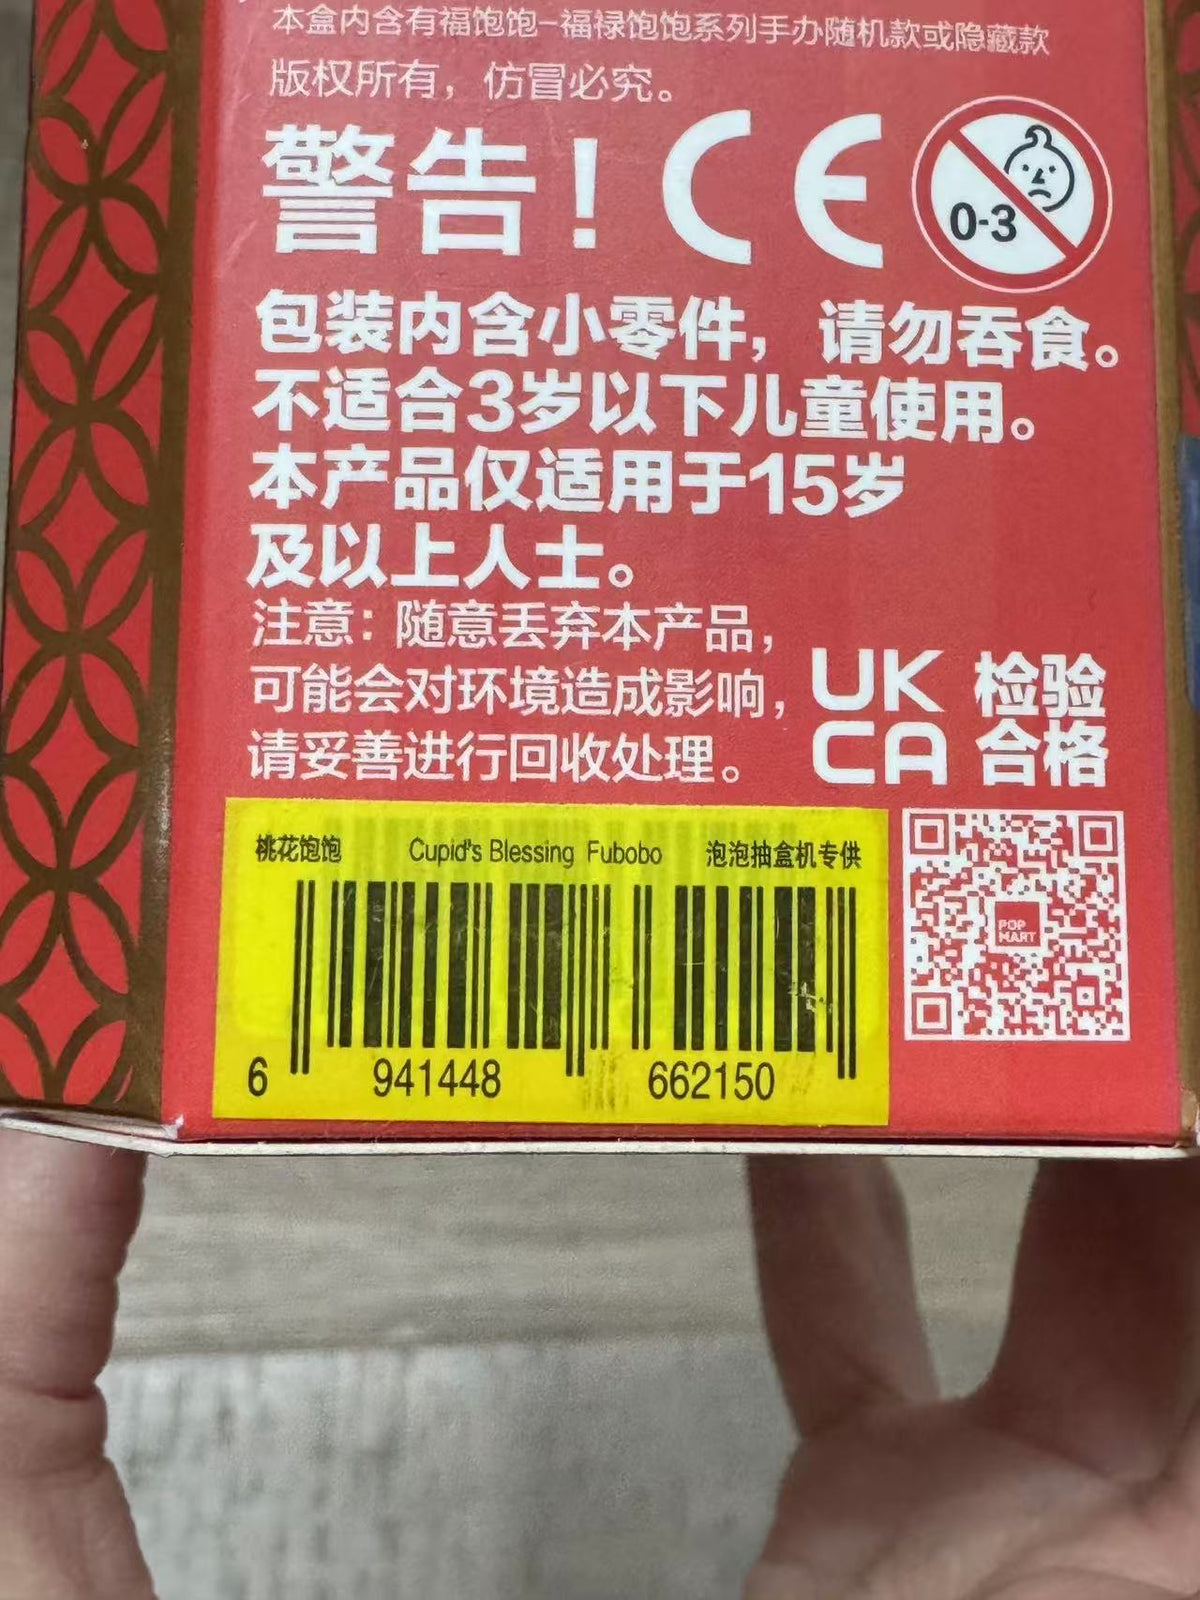 本盒内含有福饱饱-福禄饱饱系列手办随机款或隐藏款
版权所有，仿冒必究。
警告！CE
0-3
包装内含小零件，请勿吞食。
不适合3岁以下儿童使用。
本产品仅适用于15岁
及以上人士。
注意：随意丢弃本产品，
可能会对环境造成影响，
请妥善进行回收处理。
UK
CA
检验
合格
桃花饱饱 Cupid's Blessing Fubobo 泡泡抽盒机专供
6 941448 662150
POP
MART